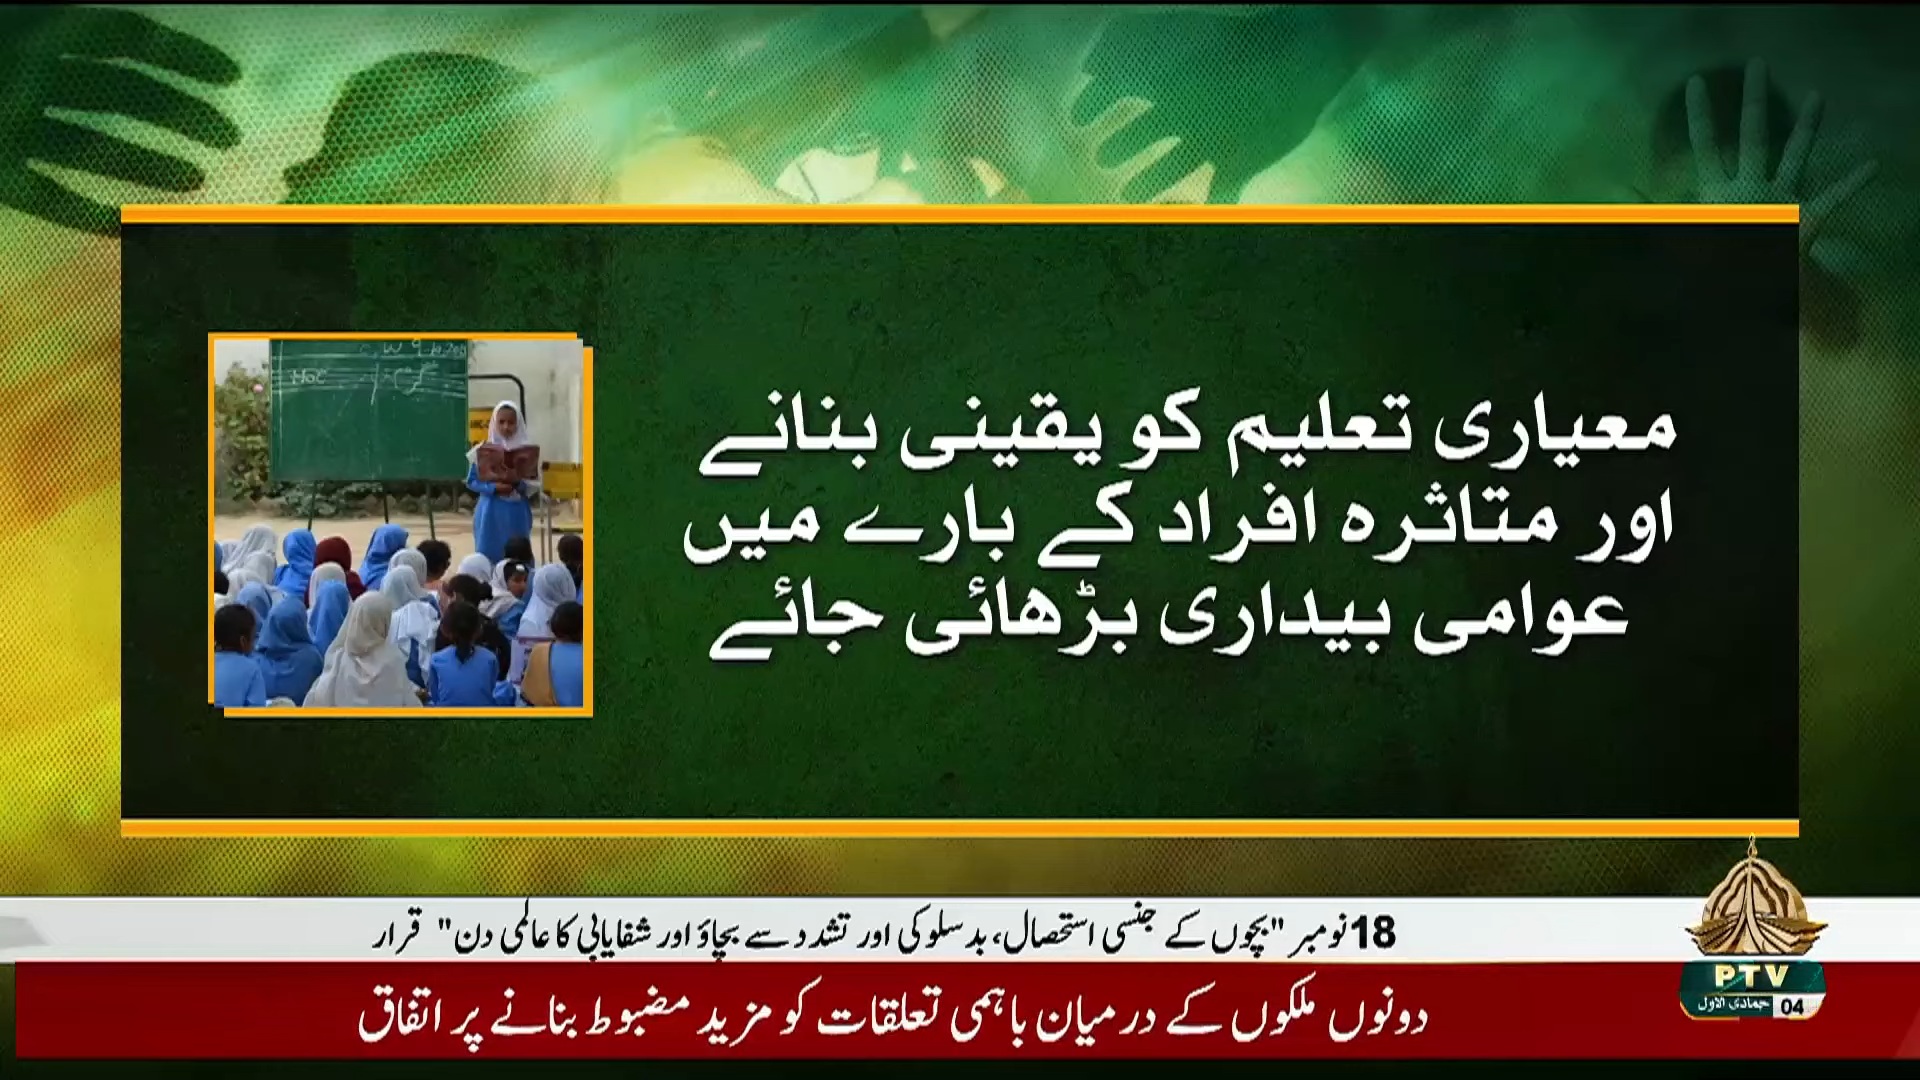 معیاری تعلیم کو یقینی بنانے
اور متاثرہ افراد کے بارے میں
عوامی بیداری بڑھائی جائے
18 نومبر "بچوں کے جنسی استحصال، بدسلوکی اور تشدد سے بچاؤ اور شفایابی کا عالمی دن" قرار
دونوں ملکوں کے درمیان باہمی تعلقات کو مزید مضبوط بنانے پر اتفاق
PTV
04 جمادی الاول